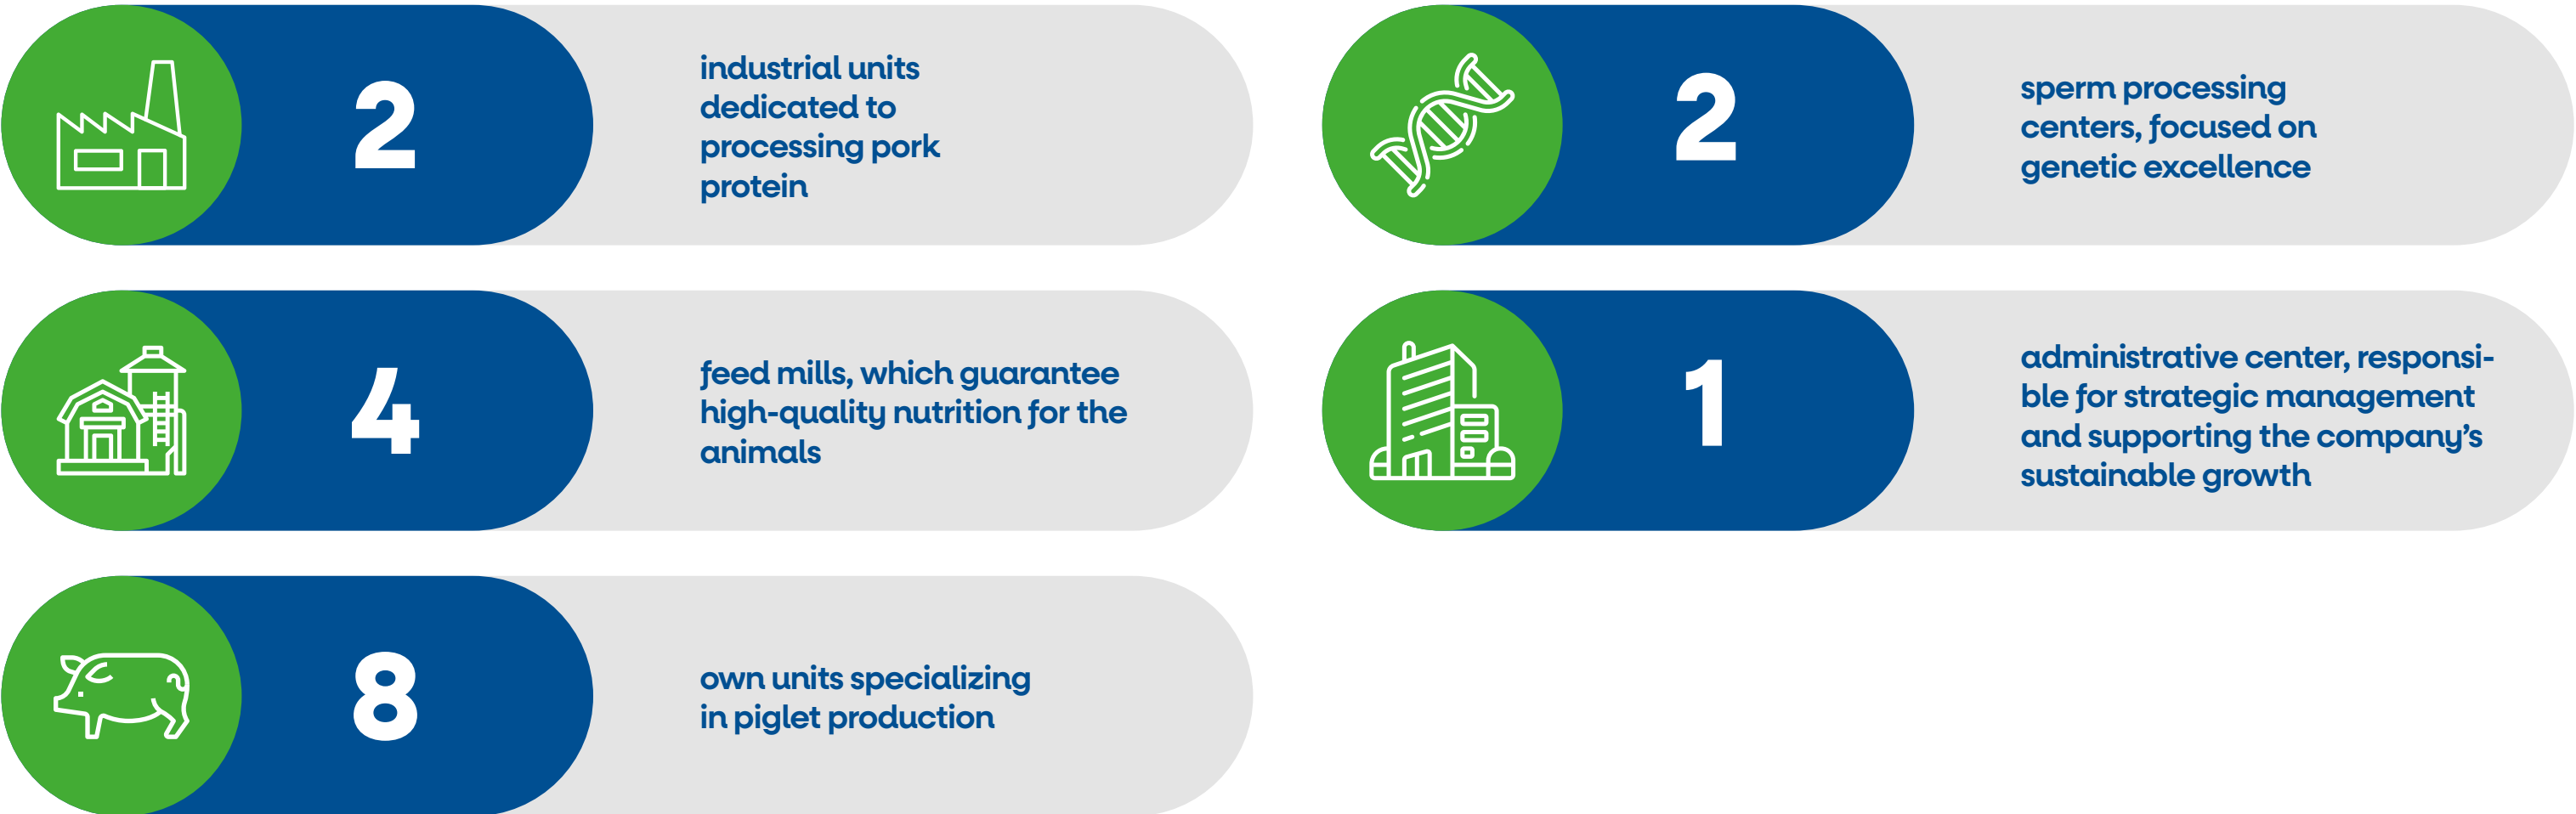 2
industrial units
dedicated to
processing pork
protein
4
feed mills, which guarantee
high-quality nutrition for the
animals
8
own units specializing
in piglet production
2
sperm processing
centers, focused on
genetic excellence
1
administrative center, responsi-
ble for strategic management
and supporting the company’s
sustainable growth